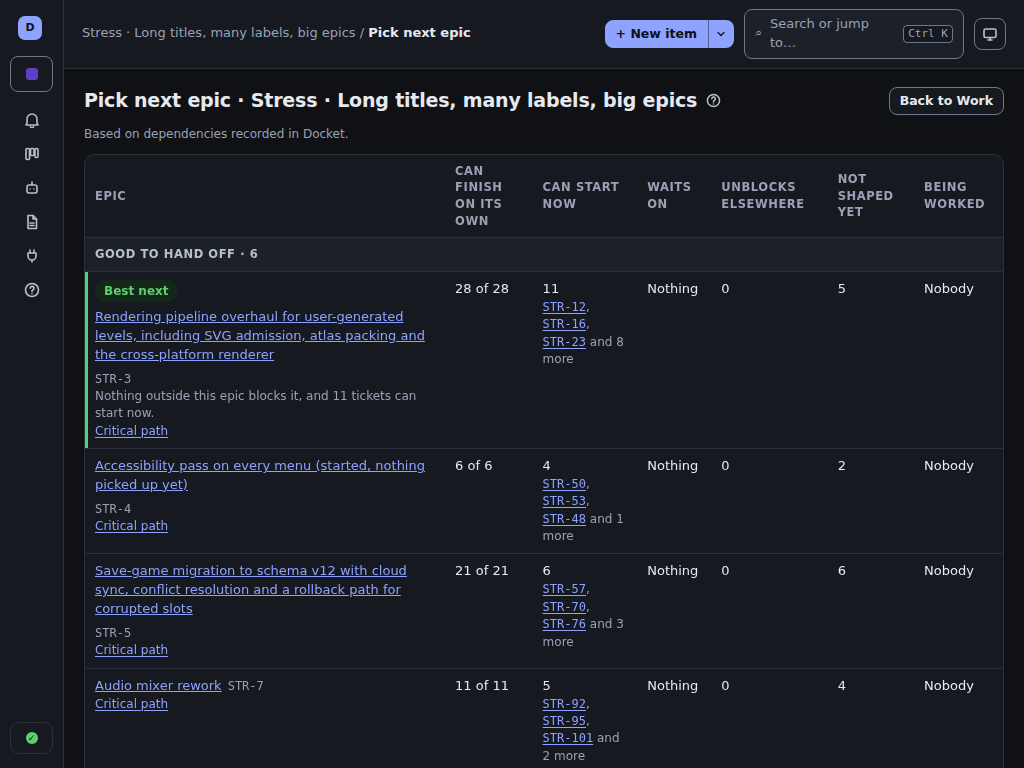 D
Stress · Long titles, many labels, big epics / Pick next epic
+ New item
Search or jump to…
Ctrl K
Pick next epic · Stress · Long titles, many labels, big epics
Back to Work
Based on dependencies recorded in Docket.
EPIC
CAN FINISH ON ITS OWN
CAN START NOW
WAITS ON
UNBLOCKS ELSEWHERE
NOT SHAPED YET
BEING WORKED
GOOD TO HAND OFF · 6
Best next
Rendering pipeline overhaul for user-generated
levels, including SVG admission, atlas packing and
the cross-platform renderer
STR-3
Nothing outside this epic blocks it, and 11 tickets can
start now.
Critical path
28 of 28
11
STR-12,
STR-16,
STR-23 and 8
more
Nothing
0
5
Nobody
Accessibility pass on every menu (started, nothing
picked up yet)
STR-4
Critical path
6 of 6
4
STR-50,
STR-53,
STR-48 and 1
more
Nothing
0
2
Nobody
Save-game migration to schema v12 with cloud
sync, conflict resolution and a rollback path for
corrupted slots
STR-5
Critical path
21 of 21
6
STR-57,
STR-70,
STR-76 and 3
more
Nothing
0
6
Nobody
Audio mixer rework STR-7
Critical path
11 of 11
5
STR-92,
STR-95,
STR-101 and
2 more
Nothing
0
4
Nobody